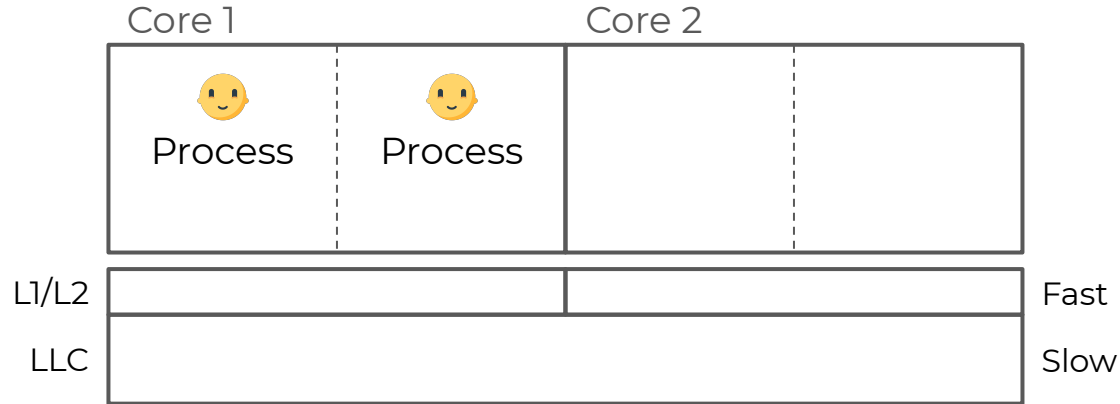 Core 1
Core 2
Process
Process
L1/L2
Fast
LLC
Slow